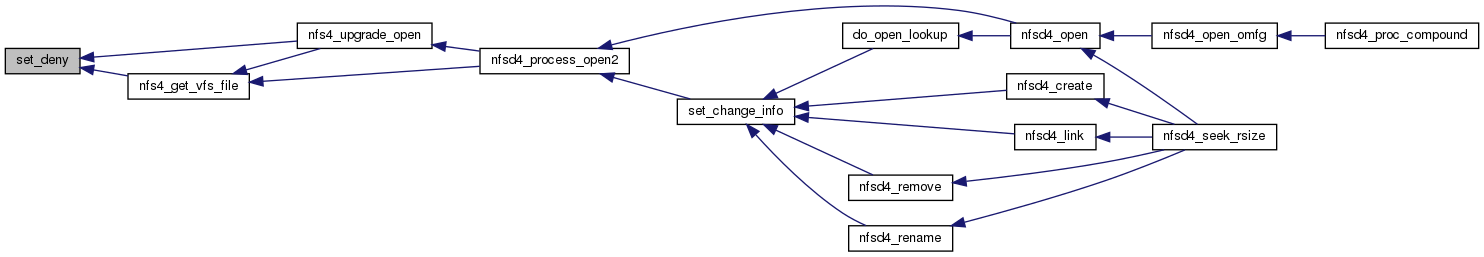 set_deny
nfs4_upgrade_open
nfs4_get_vfs_file
nfsd4_process_open2
set_change_info
do_open_lookup
nfsd4_open
nfsd4_open_omfg
nfsd4_proc_compound
nfsd4_create
nfsd4_link
nfsd4_seek_rsize
nfsd4_remove
nfsd4_rename